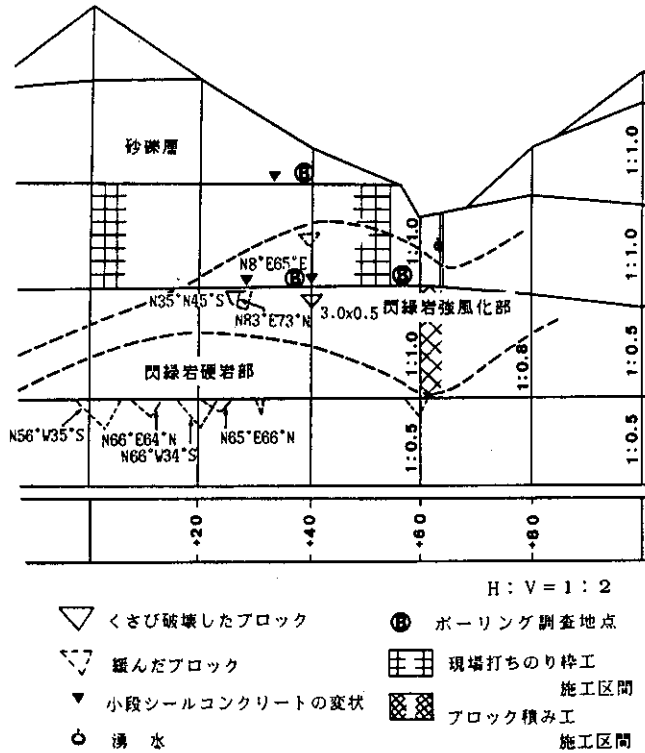 砂礫層
B
1:1.0
1:1.0
1:1.0
N8°E65°E
B
B
N35°N45°S
N83°E73°N
3.0x0.5
閃緑岩強風化部
1:1.0
1:0.8
1:0.5
閃緑岩硬岩部
N56°W35°S
N66°E64°N
N66°W34°S
N65°E66°N
1:0.5
1:0.5
+20
+40
+60
+80
H:V=1:2
くさび破壊したブロック
緩んだブロック
小段シールコンクリートの変状
湧水
B ボーリング調査地点
現場打ちのり枠工
施工区間
ブロック積み工
施工区間